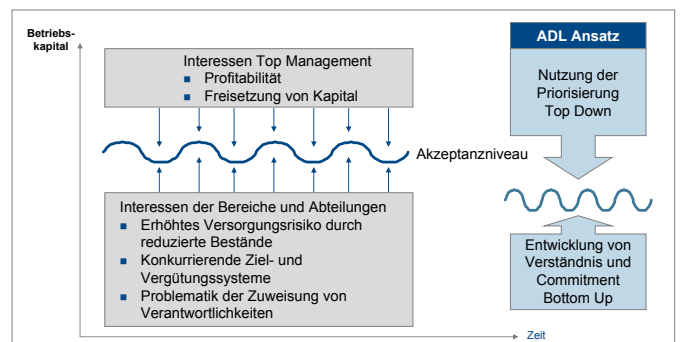 Betriebs-
kapital
Interessen Top Management
■ Profitabilität
■ Freisetzung von Kapital
Akzeptanzniveau
Interessen der Bereiche und Abteilungen
■ Erhöhtes Versorgungsrisiko durch
reduzierte Bestände
■ Konkurrierende Ziel- und
Vergütungssysteme
■ Problematik der Zuweisung von
Verantwortlichkeiten
Zeit
ADL Ansatz
Nutzung der
Priorisierung
Top Down
Entwicklung von
Verständnis und
Commitment
Bottom Up